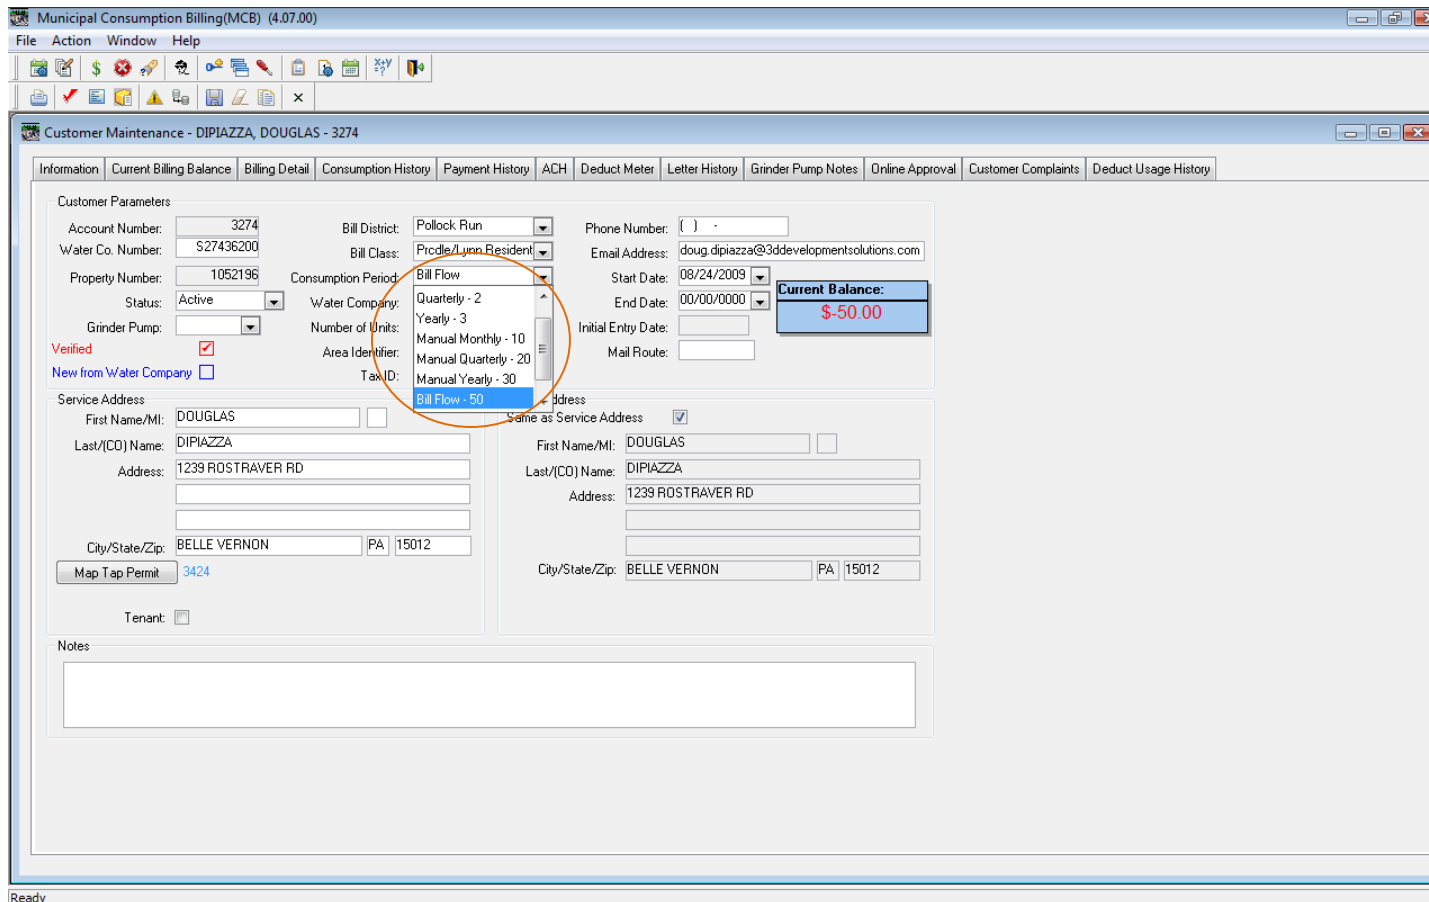 Municipal Consumption Billing(MCB) (4.07.00)
File Action Window Help
Customer Maintenance - DIPIAZZA, DOUGLAS - 3274
Information Current Billing Balance Billing Detail Consumption History Payment History ACH Deduct Meter Letter History Grinder Pump Notes Online Approval Customer Complaints Deduct Usage History
Customer Parameters
Account Number: 3274 Bill District: Pollock Run Phone Number: ( ) -
Water Co. Number: S27436200 Bill Class: Prcdle/Lynn Resident Email Address: doug.dipiazza@3ddevelopmentsolutions.com
Property Number: 1052196 Consumption Period: Bill Flow Start Date: 08/24/2009
Current Balance:
$-50.00
Status: Active Water Company: Quarterly - 2 End Date: 00/00/0000
Yearly - 3
Grinder Pump: Number of Units: Manual Monthly - 10 Initial Entry Date:
Verified Area Identifier: Manual Quarterly - 20 Mail Route:
New from Water Company Tax ID: Manual Yearly - 30
Bill Flow - 50
Service Address ddress
Same as Service Address
First Name/MI: DOUGLAS First Name/MI: DOUGLAS
Last/(CO) Name: DIPIAZZA Last/(CO) Name: DIPIAZZA
Address: 1239 ROSTRAVER RD Address: 1239 ROSTRAVER RD
City/State/Zip: BELLE VERNON PA 15012 City/State/Zip: BELLE VERNON PA 15012
Map Tap Permit 3424
Tenant:
Notes
Ready